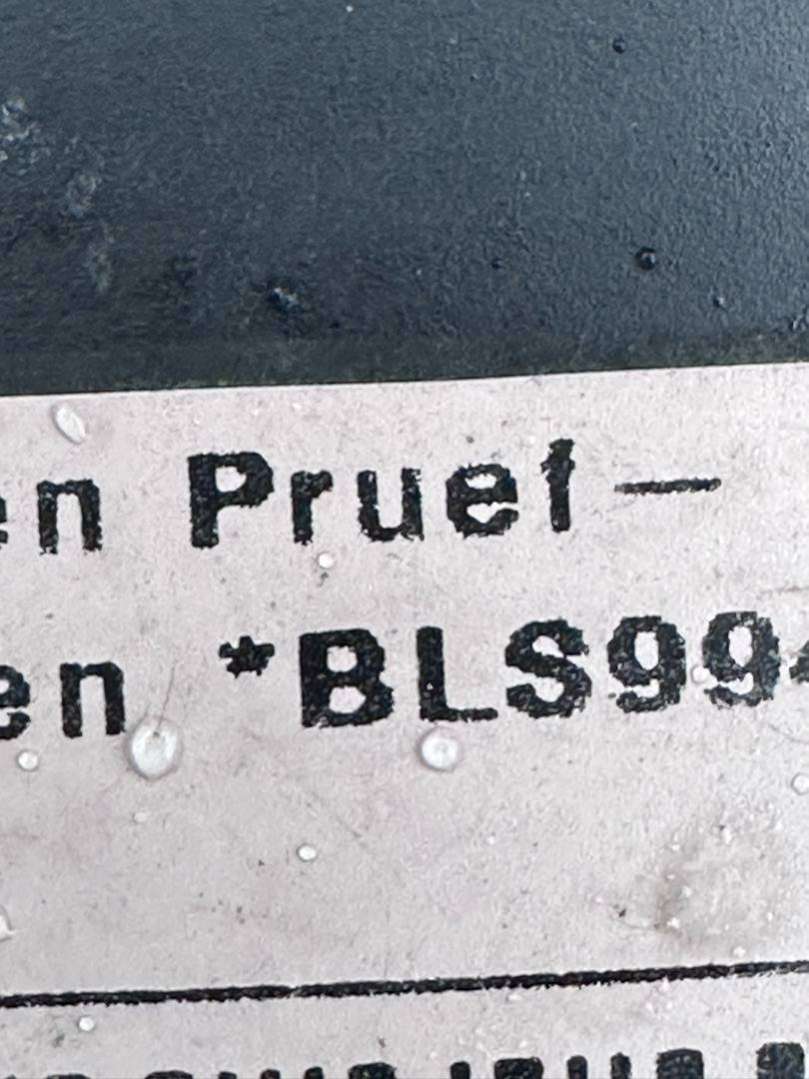 en Pruef-
en *BLS99